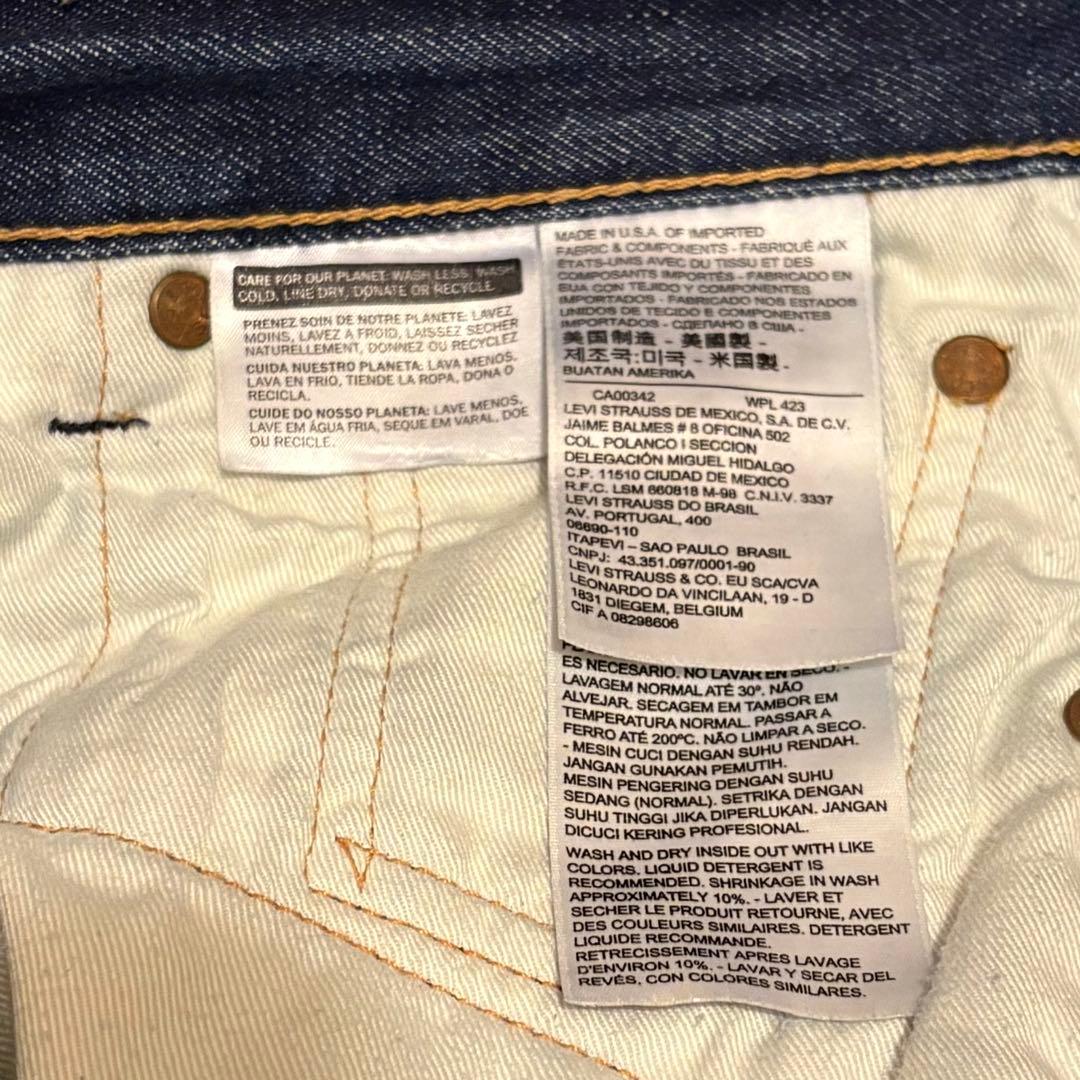 CARE FOR OUR PLANET: WASH LESS, WASH
COLD, LINE DRY, DONATE OR RECYCLE.
PRENEZ SOIN DE NOTRE PLANETE: LAVEZ
MOINS, LAVEZ A FROID, LAISSEZ SECHER
NATURELLEMENT, DONNEZ OU RECYCLEZ
CUIDA NUESTRO PLANETA: LAVA MENOS,
LAVA EN FRIO, TIENDE LA ROPA, DONA O
RECICLA.
CUIDE DO NOSSO PLANETA: LAVE MENOS,
LAVE EM ÁGUA FRIA, SEQUE EM VARAL, DOE
OU RECICLE.
MADE IN U.S.A. OF IMPORTED
FABRIC & COMPONENTS - FABRIQUÉ AUX
ÉTATS-UNIS AVEC DU TISSU ET DES
COMPOSANTS IMPORTÉS - FABRICADO EN
EUA CON TEJIDO Y COMPONENTES
IMPORTADOS - FABRICADO NOS ESTADOS
UNIDOS DE TECIDO E COMPONENTES
IMPORTADOS - СДЕЛАНО В США -
美国制造 - 美國製 -
제조국:미국 - 米国製 -
BUATAN AMERIKA
CA00342 WPL 423
LEVI STRAUSS DE MEXICO, S.A. DE C.V.
JAIME BALMES # 8 OFICINA 502
COL. POLANCO I SECCION
DELEGACIÓN MIGUEL HIDALGO
C.P. 11510 CIUDAD DE MEXICO
R.F.C. LSM 860818 M-98 C.N.I.V. 3337
LEVI STRAUSS DO BRASIL
AV. PORTUGAL, 400
06690-110
ITAPEVI – SAO PAULO BRASIL
CNPJ: 43.351.097/0001-90
LEVI STRAUSS & CO. EU SCA/CVA
LEONARDO DA VINCILAAN, 19 - D
1831 DIEGEM, BELGIUM
CIF A 08298606
ES NECESARIO. NO LAVAR EN SECO. -
LAVAGEM NORMAL ATÉ 30º. NÃO
ALVEJAR. SECAGEM EM TAMBOR EM
TEMPERATURA NORMAL. PASSAR A
FERRO ATÉ 200ºC. NÃO LIMPAR A SECO.
- MESIN CUCI DENGAN SUHU RENDAH.
JANGAN GUNAKAN PEMUTIH.
MESIN PENGERING DENGAN SUHU
SEDANG (NORMAL). SETRIKA DENGAN
SUHU TINGGI JIKA DIPERLUKAN. JANGAN
DICUCI KERING PROFESIONAL.
WASH AND DRY INSIDE OUT WITH LIKE
COLORS. LIQUID DETERGENT IS
RECOMMENDED. SHRINKAGE IN WASH
APPROXIMATELY 10%. - LAVER ET
SECHER LE PRODUIT RETOURNE, AVEC
DES COULEURS SIMILAIRES. DETERGENT
LIQUIDE RECOMMANDE.
RETRECISSEMENT APRES LAVAGE
D'ENVIRON 10%. - LAVAR Y SECAR DEL
REVÉS, CON COLORES SIMILARES.